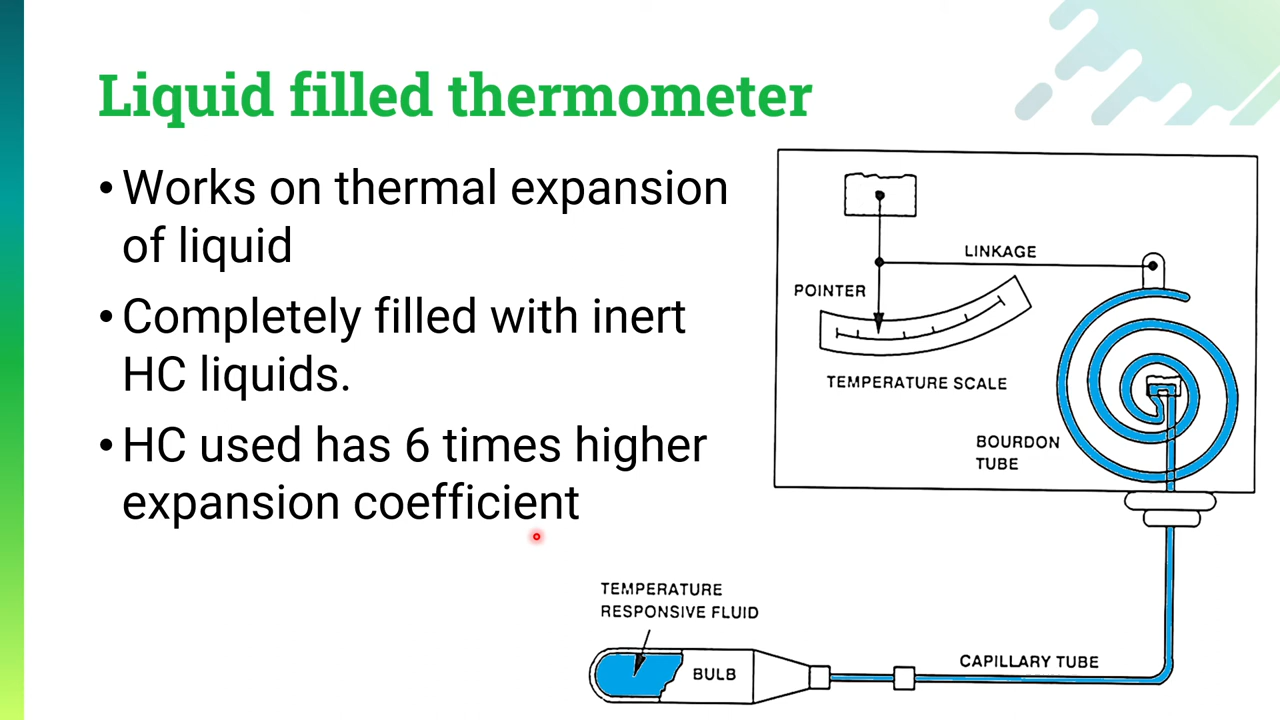 Liquid filled thermometer
• Works on thermal expansion
of liquid
• Completely filled with inert
HC liquids.
• HC used has 6 times higher
expansion coefficient
LINKAGE
POINTER
TEMPERATURE SCALE
BOURDON
TUBE
TEMPERATURE
RESPONSIVE FLUID
BULB
CAPILLARY TUBE